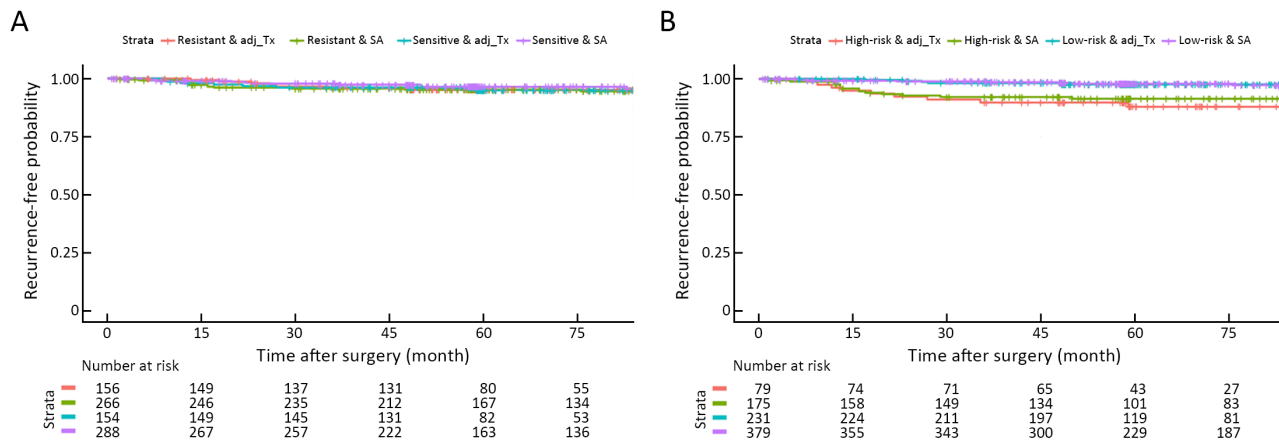 A
Strata Resistant & adj_Tx Resistant & SA Sensitive & adj_Tx Sensitive & SA
Recurrence-free probability
1.00
0.75
0.50
0.25
0
0 15 30 45 60 75
Time after surgery (month)
Number at risk
Strata
156 149 137 131 80 55
266 246 235 212 167 134
154 149 145 131 82 53
288 267 257 222 163 136
B
Strata High-risk & adj_Tx High-risk & SA Low-risk & adj_Tx Low-risk & SA
Recurrence-free probability
1.00
0.75
0.50
0.25
0
0 15 30 45 60 75
Time after surgery (month)
Number at risk
Strata
79 74 71 65 43 27
175 158 149 134 101 83
231 224 211 197 119 81
379 355 343 300 229 187